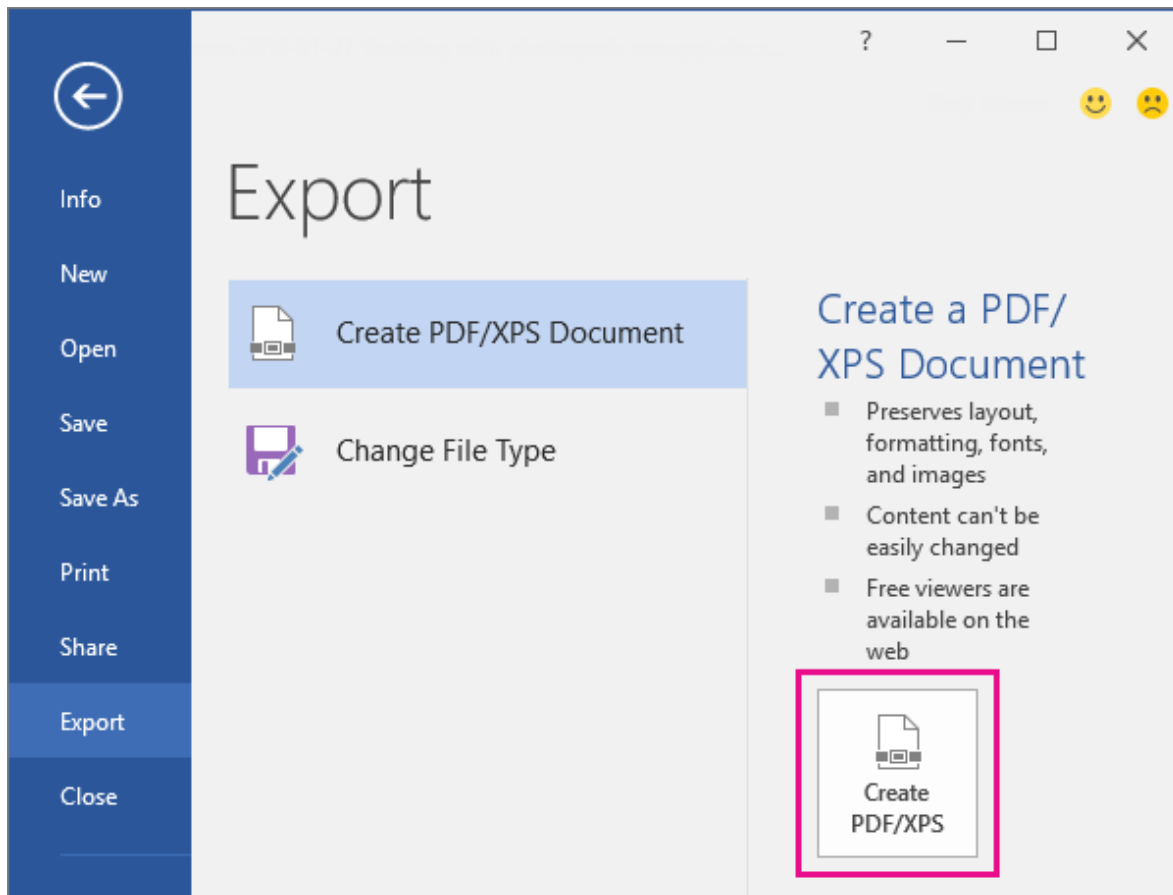 ?
Info
New
Open
Save
Save As
Print
Share
Export
Close
Export
Create PDF/XPS Document
Change File Type
Create a PDF/
XPS Document
Preserves layout,
formatting, fonts,
and images
Content can't be
easily changed
Free viewers are
available on the
web
Create
PDF/XPS